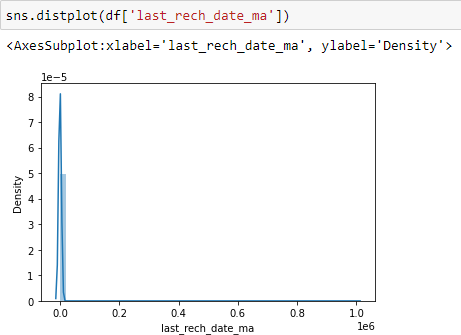 sns.distplot(df['last_rech_date_ma'])
<AxesSubplot:xlabel='last_rech_date_ma', ylabel='Density'>
1e−5
8
7
6
5
4
3
2
1
0
Density
0.0 0.2 0.4 0.6 0.8 1.0
1e6
last_rech_date_ma